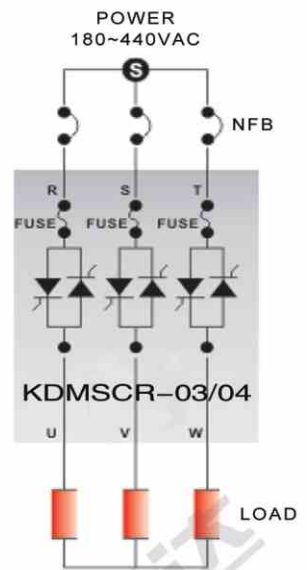 POWER
180~440VAC
S
NFB
R S T
FUSE FUSE FUSE
KDMSCR-03/04
U V W
LOAD